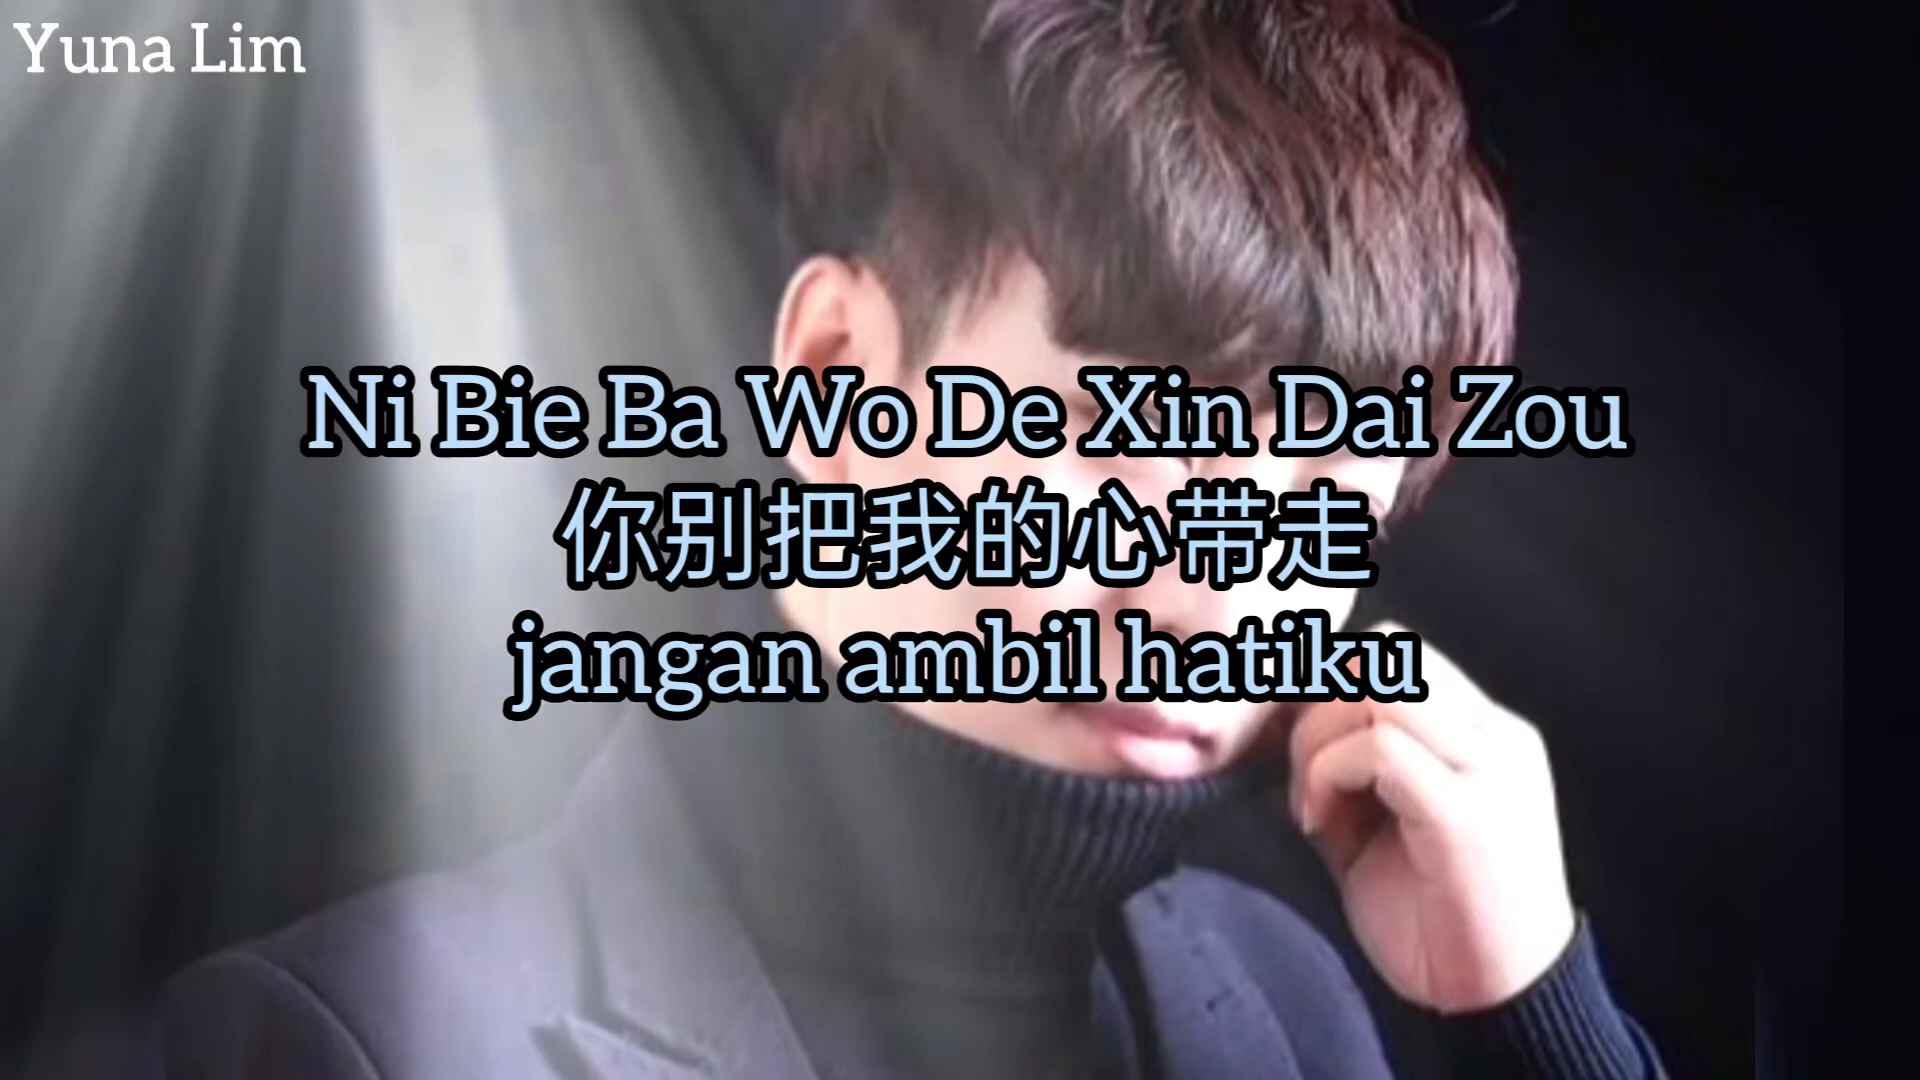 Yuna Lim
Ni Bie Ba Wo De Xin Dai Zou
你别把我的心带走
jangan ambil hatiku